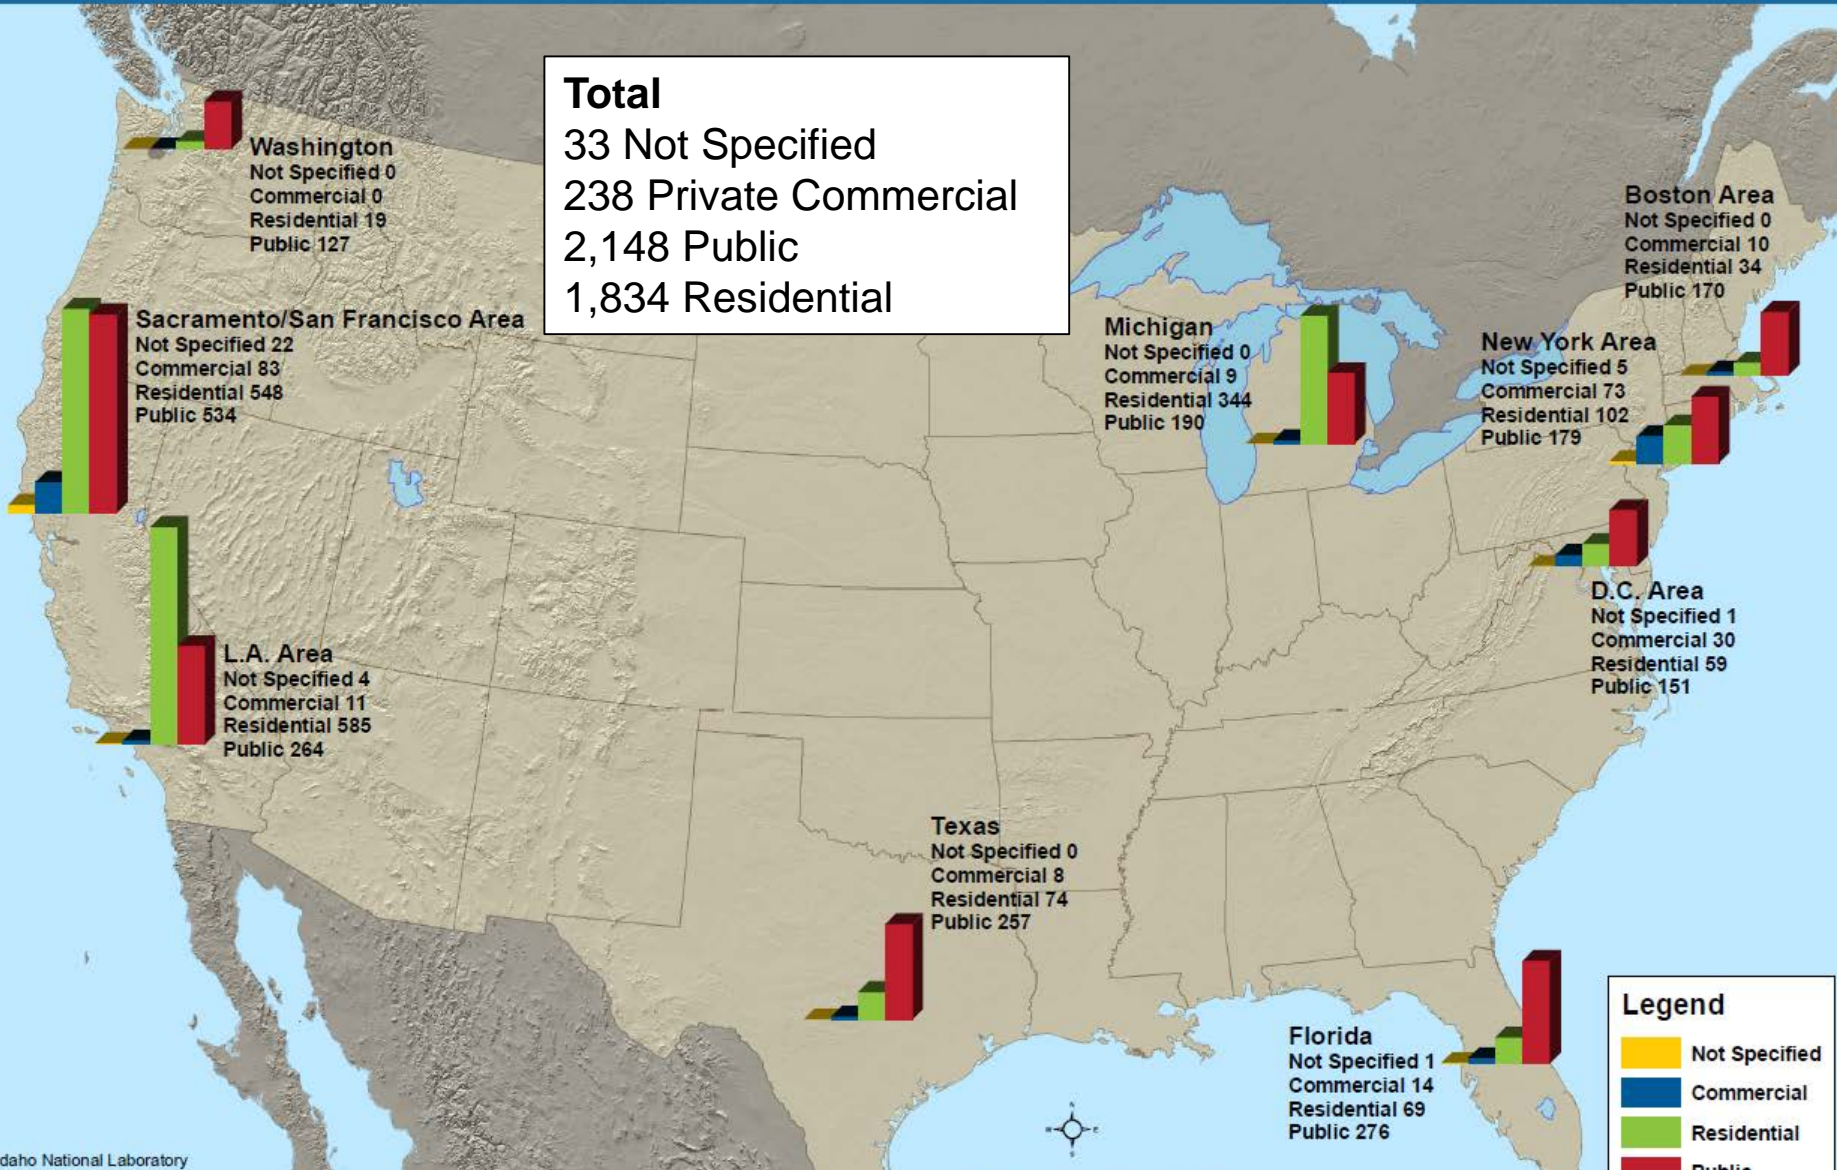 Total
33 Not Specified
238 Private Commercial
2,148 Public
1,834 Residential
Washington
Not Specified 0
Commercial 0
Residential 19
Public 127
Boston Area
Not Specified 0
Commercial 10
Residential 34
Public 170
Sacramento/San Francisco Area
Not Specified 22
Commercial 83
Residential 548
Public 534
Michigan
Not Specified 0
Commercial 9
Residential 344
Public 190
New York Area
Not Specified 5
Commercial 73
Residential 102
Public 179
D.C. Area
Not Specified 1
Commercial 30
Residential 59
Public 151
L.A. Area
Not Specified 4
Commercial 11
Residential 585
Public 264
Texas
Not Specified 0
Commercial 8
Residential 74
Public 257
Florida
Not Specified 1
Commercial 14
Residential 69
Public 276
Legend
Not Specified
Commercial
Residential
Public
N
E
S
daho National Laboratory